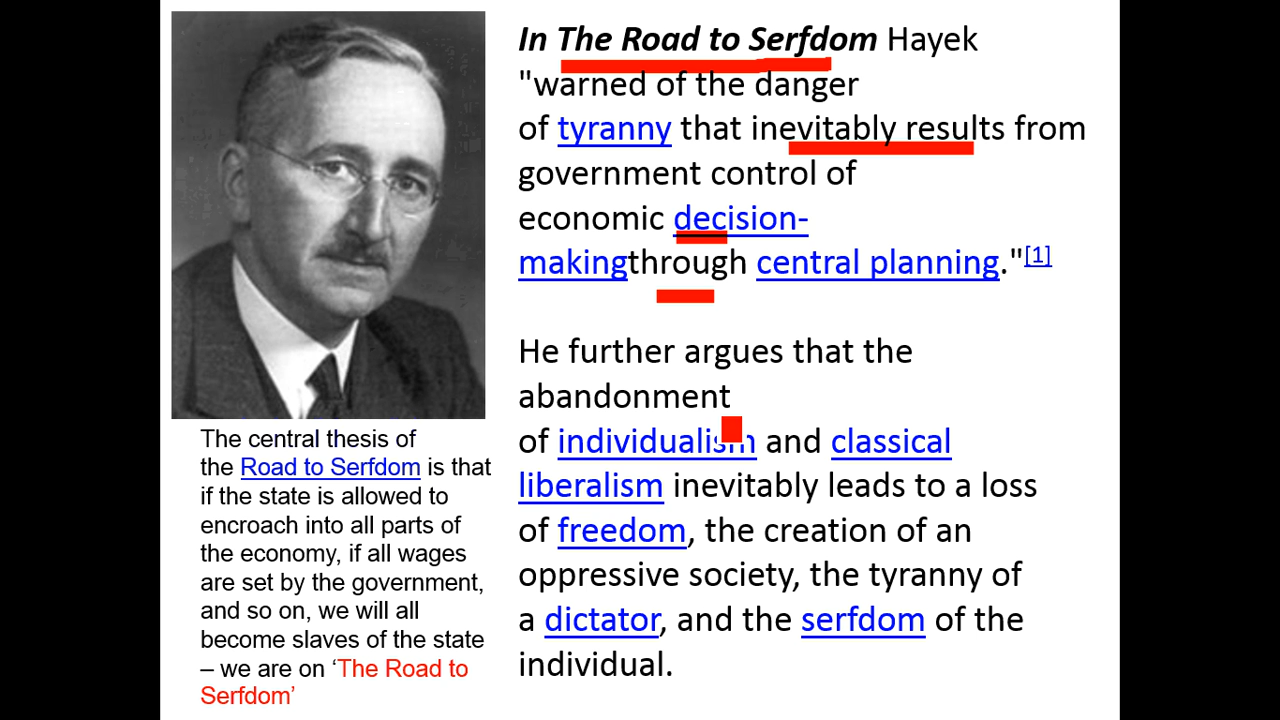 In The Road to Serfdom Hayek
"warned of the danger
of tyranny that inevitably results from
government control of
economic decision-
makingthrough central planning."[1]
He further argues that the
abandonment
of individualism and classical
liberalism inevitably leads to a loss
of freedom, the creation of an
oppressive society, the tyranny of
a dictator, and the serfdom of the
individual.
The central thesis of
the Road to Serfdom is that
if the state is allowed to
encroach into all parts of
the economy, if all wages
are set by the government,
and so on, we will all
become slaves of the state
– we are on ‘The Road to
Serfdom’